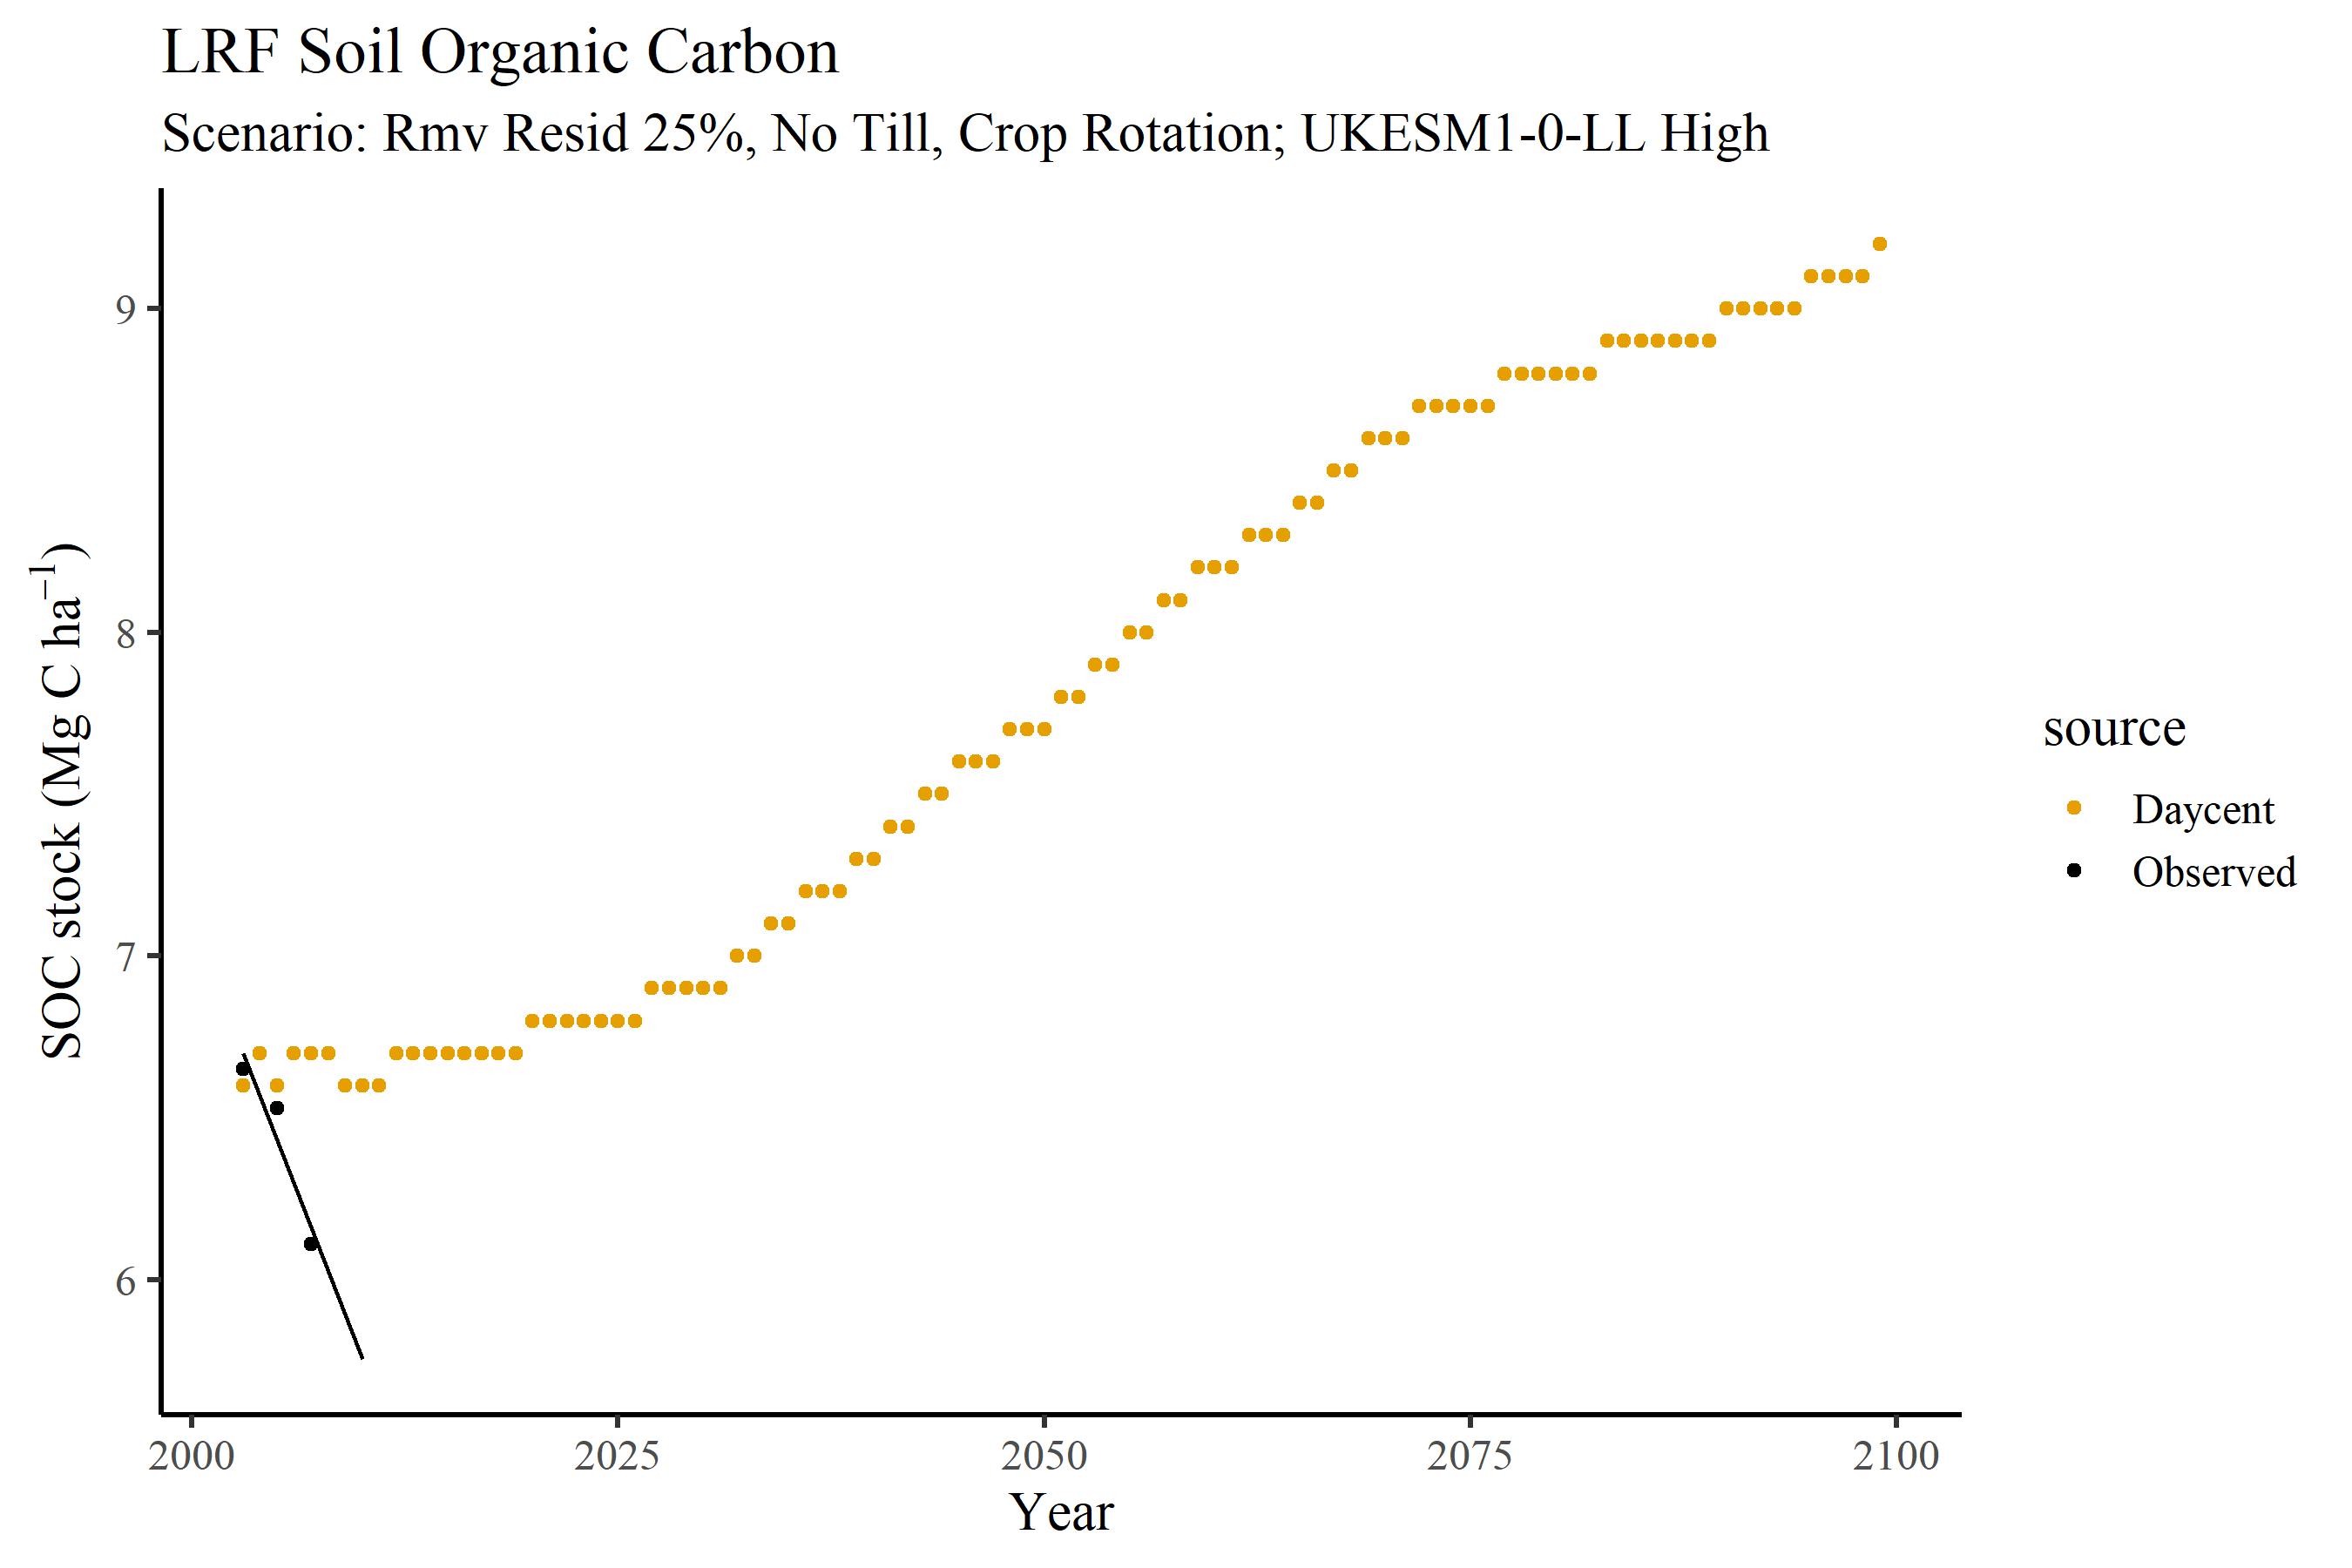 LRF Soil Organic Carbon
Scenario: Rmv Resid 25%, No Till, Crop Rotation; UKESM1-0-LL High
SOC stock (Mg C ha⁻¹)
9
8
7
6
2000 2025 2050 2075 2100
Year
source
Daycent
Observed